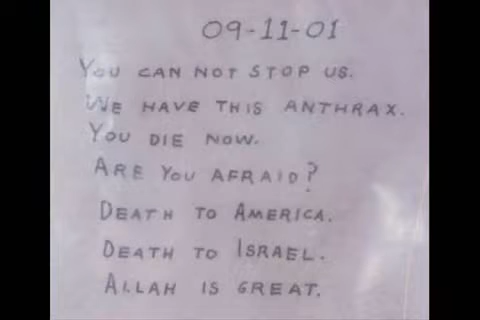 09-11-01
YOU CAN NOT STOP US.
WE HAVE THIS ANTHRAX.
YOU DIE NOW.
ARE YOU AFRAID?
DEATH TO AMERICA.
DEATH TO ISRAEL.
ALLAH IS GREAT.